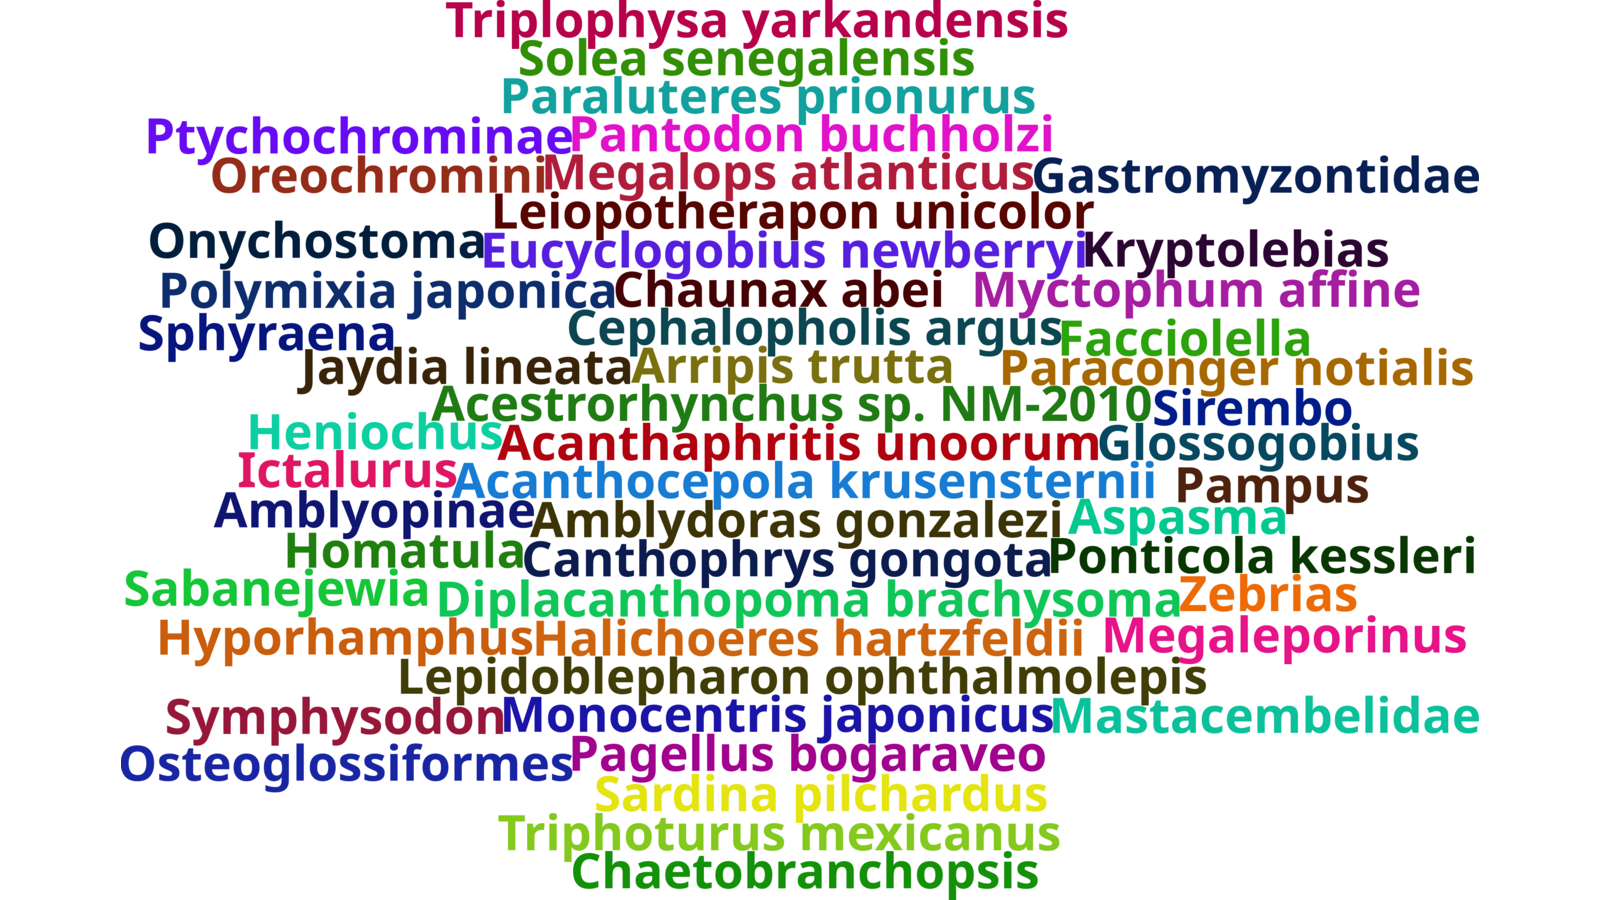 Triplophysa yarkandensis
Solea senegalensis
Paraluteres prionurus
Ptychochrominae Pantodon buchholzi
Oreochromini Megalops atlanticus Gastromyzontidae
Leiopotherapon unicolor
Onychostoma Eucyclogobius newberryi Kryptolebias
Polymixia japonica Chaunax abei Myctophum affine
Sphyraena Cephalopholis argus Facciolella
Jaydia lineata Arripis trutta Paraconger notialis
Acestrorhynchus sp. NM-2010 Sirembo
Heniochus Acanthaphritis unoorum Glossogobius
Ictalurus Acanthocepola krusensternii Pampus
Amblyopinae Amblydoras gonzalezi Aspasma
Homatula Canthophrys gongota Ponticola kessleri
Sabanejewia Diplacanthopoma brachysoma Zebrias
Hyporhamphus Halichoeres hartzfeldii Megaleporinus
Lepidoblepharon ophthalmolepis
Symphysodon Monocentris japonicus Mastacembelidae
Osteoglossiformes Pagellus bogaraveo
Sardina pilchardus
Triphoturus mexicanus
Chaetobranchopsis